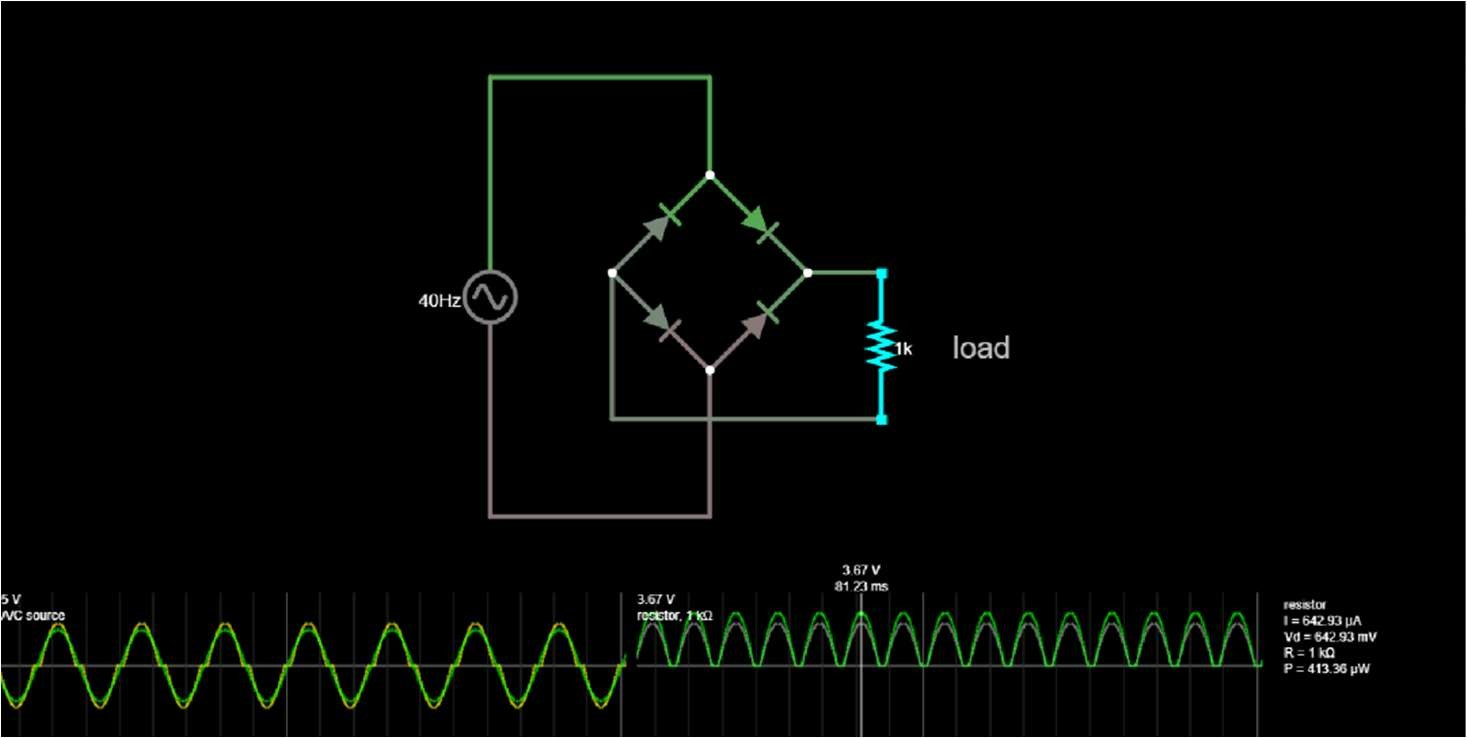 40Hz
1k
load
3.67 V
81.23 ms
5 V
VC source
3.67 V
resistor, 1 kΩ
resistor
I = 642.93 μA
Vd = 642.93 mV
R = 1 kΩ
P = 413.36 μW